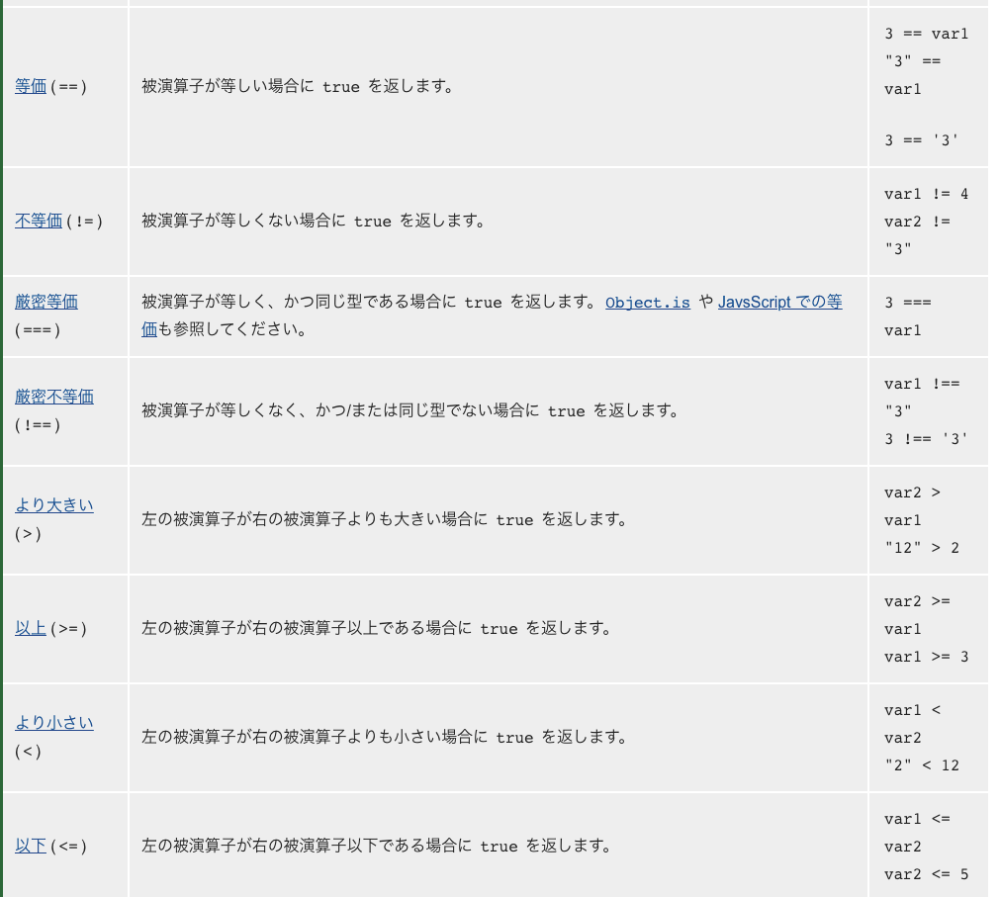 等価 (==)
被演算子が等しい場合に true を返します。
3 == var1
"3" ==
var1
3 == '3'
不等価 (!=)
被演算子が等しくない場合に true を返します。
var1 != 4
var2 !=
"3"
厳密等価
(===)
被演算子が等しく、かつ同じ型である場合に true を返します。 Object.is や JavsScript での等
価も参照してください。
3 ===
var1
厳密不等価
(!==)
被演算子が等しくなく、かつ/または同じ型でない場合に true を返します。
var1 !==
"3"
3 !== '3'
より大きい
(>)
左の被演算子が右の被演算子よりも大きい場合に true を返します。
var2 >
var1
"12" > 2
以上 (>=)
左の被演算子が右の被演算子以上である場合に true を返します。
var2 >=
var1
var1 >= 3
より小さい
(<)
左の被演算子が右の被演算子よりも小さい場合に true を返します。
var1 <
var2
"2" < 12
以下 (<=)
左の被演算子が右の被演算子以下である場合に true を返します。
var1 <=
var2
var2 <= 5